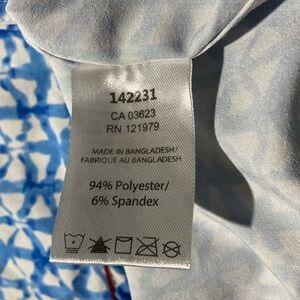 142231
CA 03623
RN 121979
MADE IN BANGLADESH/
FABRIQUÉ AU BANGLADESH
94% Polyester/
6% Spandex